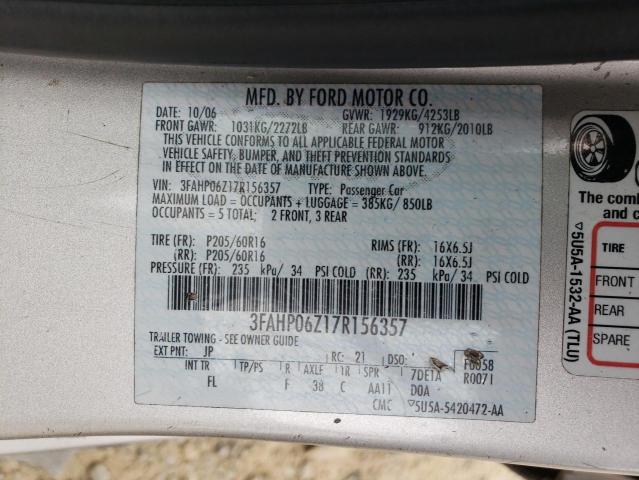 MFD. BY FORD MOTOR CO.
DATE: 10/06 GVWR: 1929KG/4253LB
FRONT GAWR: 1031KG/2272LB REAR GAWR: 912KG/2010LB
THIS VEHICLE CONFORMS TO ALL APPLICABLE FEDERAL MOTOR
VEHICLE SAFETY, BUMPER, AND THEFT PREVENTION STANDARDS
IN EFFECT ON THE DATE OF MANUFACTURE SHOWN ABOVE.
VIN: 3FAHP06Z17R156357 TYPE: Passenger Car
MAXIMUM LOAD = OCCUPANTS + LUGGAGE = 385KG/ 850LB
OCCUPANTS = 5 TOTAL; 2 FRONT, 3 REAR
TIRE (FR): P205/60R16 RIMS (FR): 16X6.5J
(RR): P205/60R16 (RR): 16X6.5J
PRESSURE (FR): 235 kPa/ 34 PSI COLD (RR): 235 kPa/ 34 PSI COLD
3FAHP06Z17R156357
TRAILER TOWING - SEE OWNER GUIDE
EXT PNT: JP RC: 21 DSO:
INT TR TP/PS R AXLE TR SPR 7DETA R0071
FL F 38 C AA11 D0A
CMC ▽5U5A-5420472-AA
The comb
▽5U5A-1532-AA (TLU)
TIRE
FRONT
REAR
SPARE